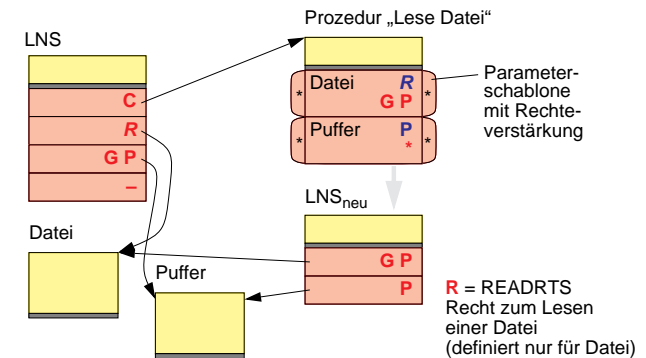 Prozedur „Lese Datei“
LNS
C
R
G P
–
* Datei R *
G P
* Puffer P *
*
Parameter-
schablone
mit Rechte-
verstärkung
LNSneu
G P
P
Datei
Puffer
R = READRTS
Recht zum Lesen
einer Datei
(definiert nur für Datei)